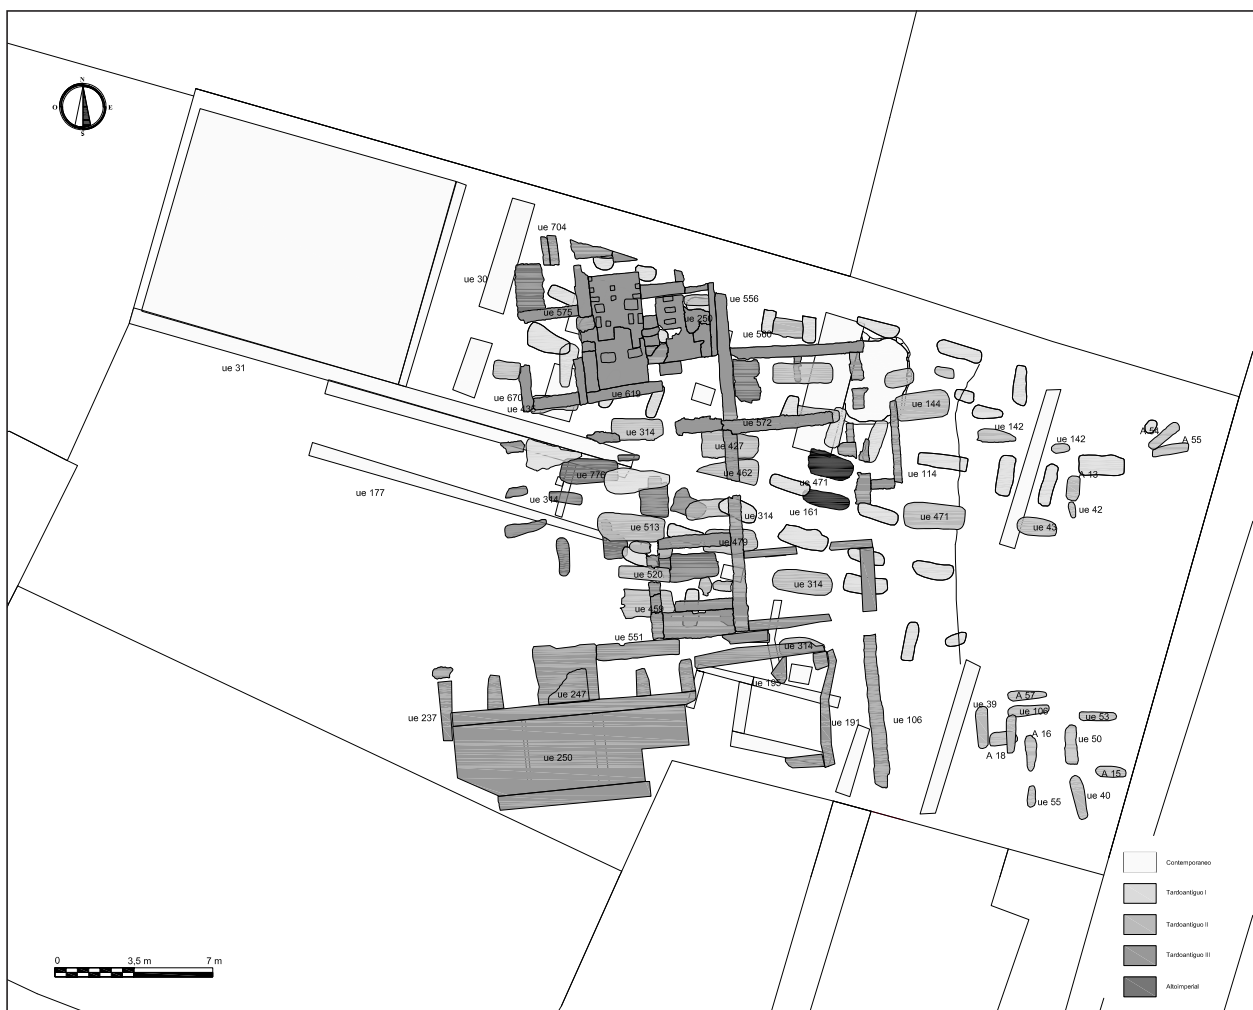 N
O E
S
ue 704
ue 30
ue 556
ue 575
ue 250
ue 560
ue 31
ue 670
ue 619
ue 435
ue 144
ue 572
ue 314
ue 142
A 54
ue 427
ue 142
A 55
ue 776
ue 462
ue 114
A 13
ue 471
ue 177
ue 314
ue 161
ue 314
ue 471
ue 42
ue 513
ue 43
ue 479
ue 520
ue 314
ue 459
ue 551
ue 314
ue 195
ue 247
A 57
ue 237
ue 191
ue 106
ue 39
ue 106
ue 53
A 16
ue 50
ue 250
A 18
A 15
ue 55
ue 40
Contemporaneo
Tardoantiguo I
Tardoantiguo II
Tardoantiguo III
AltoImperial
0 3,5 m 7 m